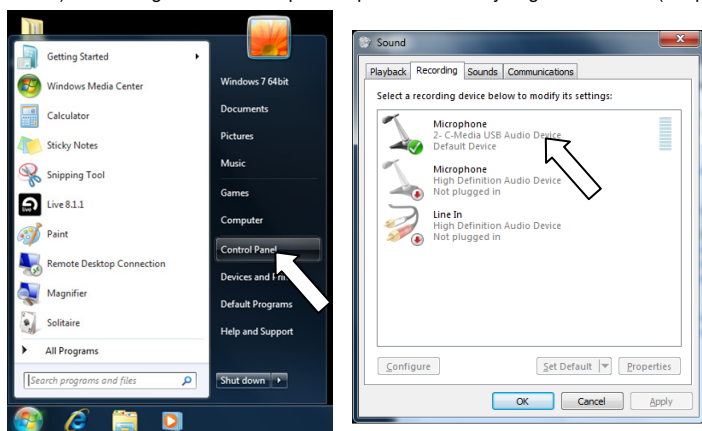 Getting Started
Windows Media Center
Calculator
Sticky Notes
Snipping Tool
Live 8.1.1
Paint
Remote Desktop Connection
Magnifier
Solitaire
All Programs
Search programs and files
Windows 7 64bit
Documents
Pictures
Music
Games
Computer
Control Panel
Devices and
Default Programs
Help and Support
Shut down
Sound
Playback Recording Sounds Communications
Select a recording device below to modify its settings:
Microphone
2- C-Media USB Audio Device
Default Device
Microphone
High Definition Audio Device
Not plugged in
Line In
High Definition Audio Device
Not plugged in
Configure Set Default Properties
OK Cancel Apply